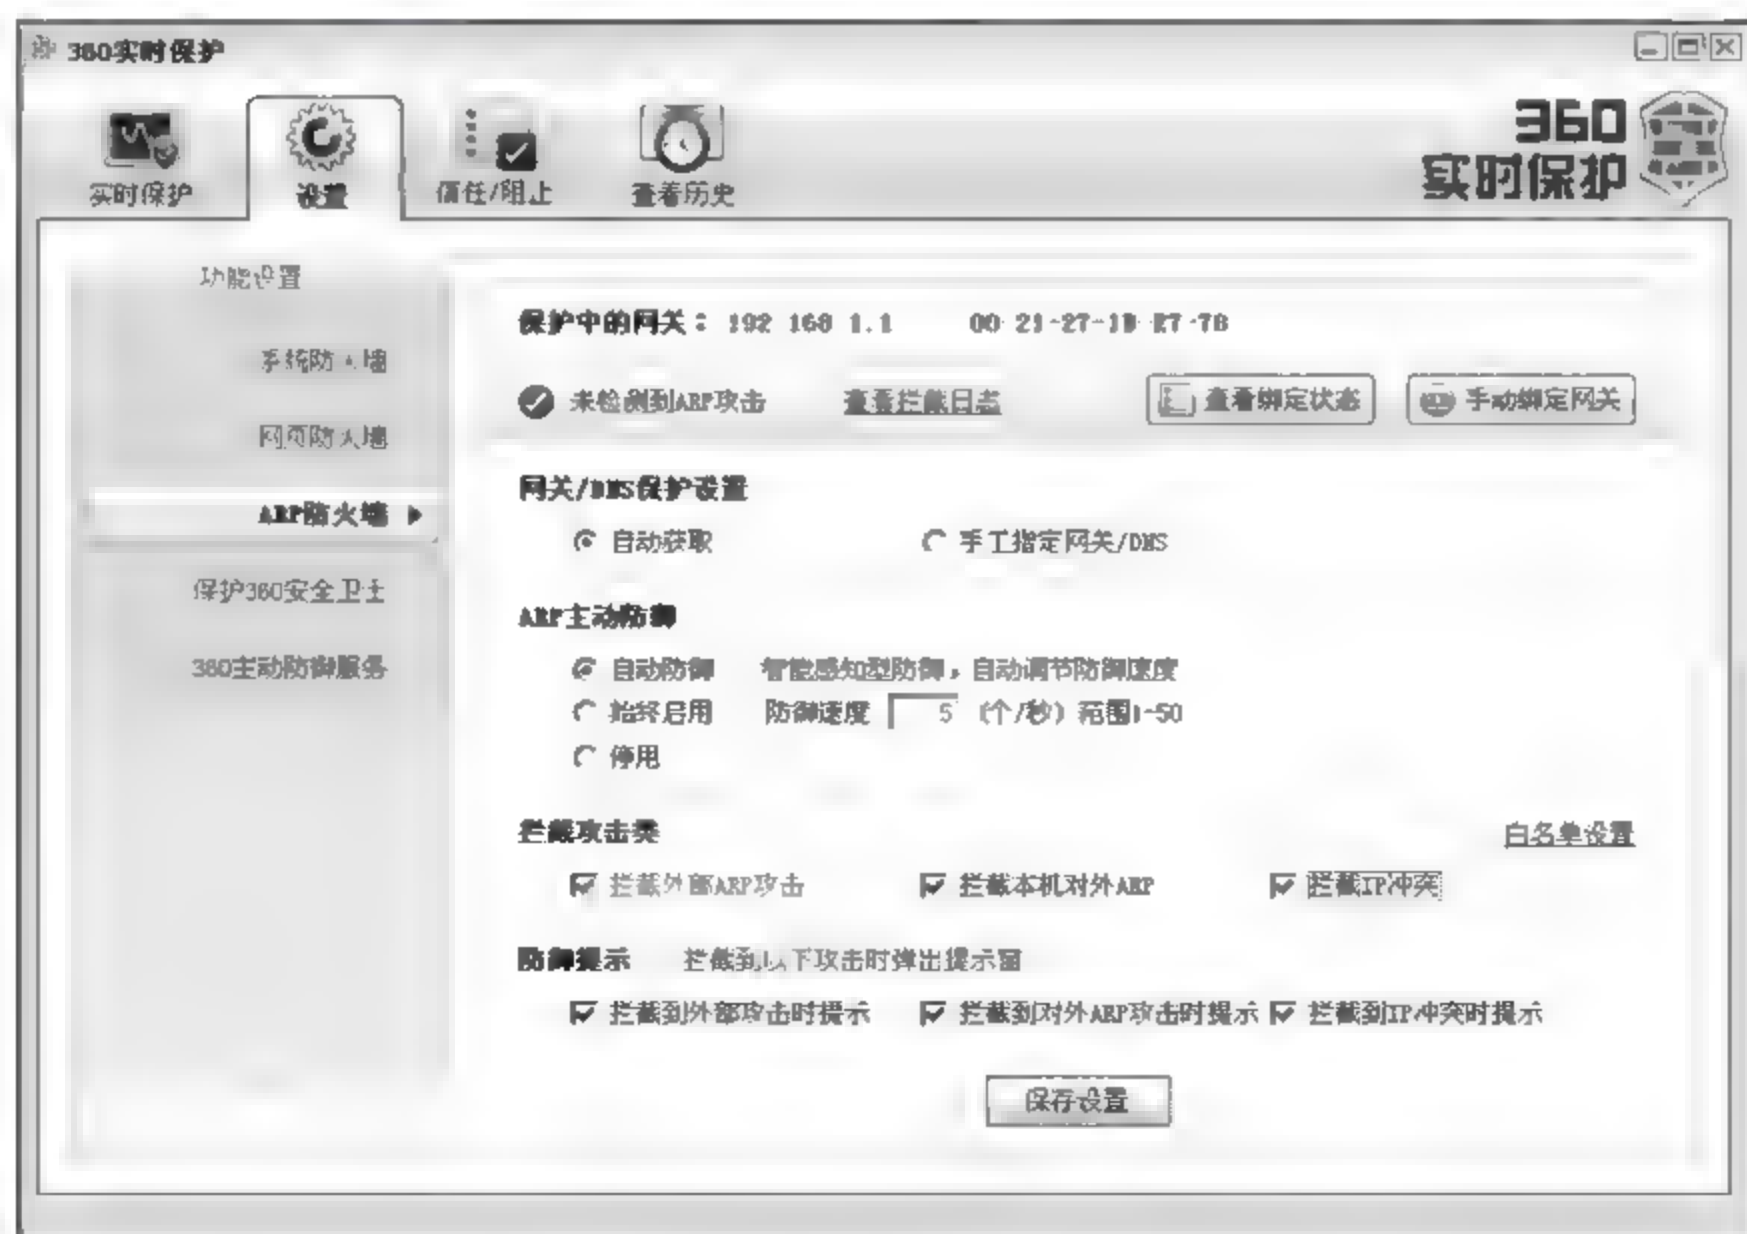 360实时保护
360
实时保护
实时保护 设置 信任/阻止 查看历史
功能设置
系统防火墙
网页防火墙
ARP防火墙
保护360安全卫士
360主动防御服务
保护中的网关: 192 168 1.1
未检测到ARP攻击 查看拦截日志 查看绑定状态 手动绑定网关
网关/DNS保护设置
自动获取 手工指定网关/DNS
ARP主动防御
自动防御 智能感知型防御,自动调节防御速度
始终启用 防御速度 5 (个/秒) 范围1-50
停用
拦截攻击类 白名单设置
拦截外部ARP攻击 拦截本机对外ARP 拦截IP冲突
防御提示 拦截到以下攻击时弹出提示窗
拦截到外部攻击时提示 拦截到对外ARP攻击时提示 拦截到IP冲突时提示
保存设置